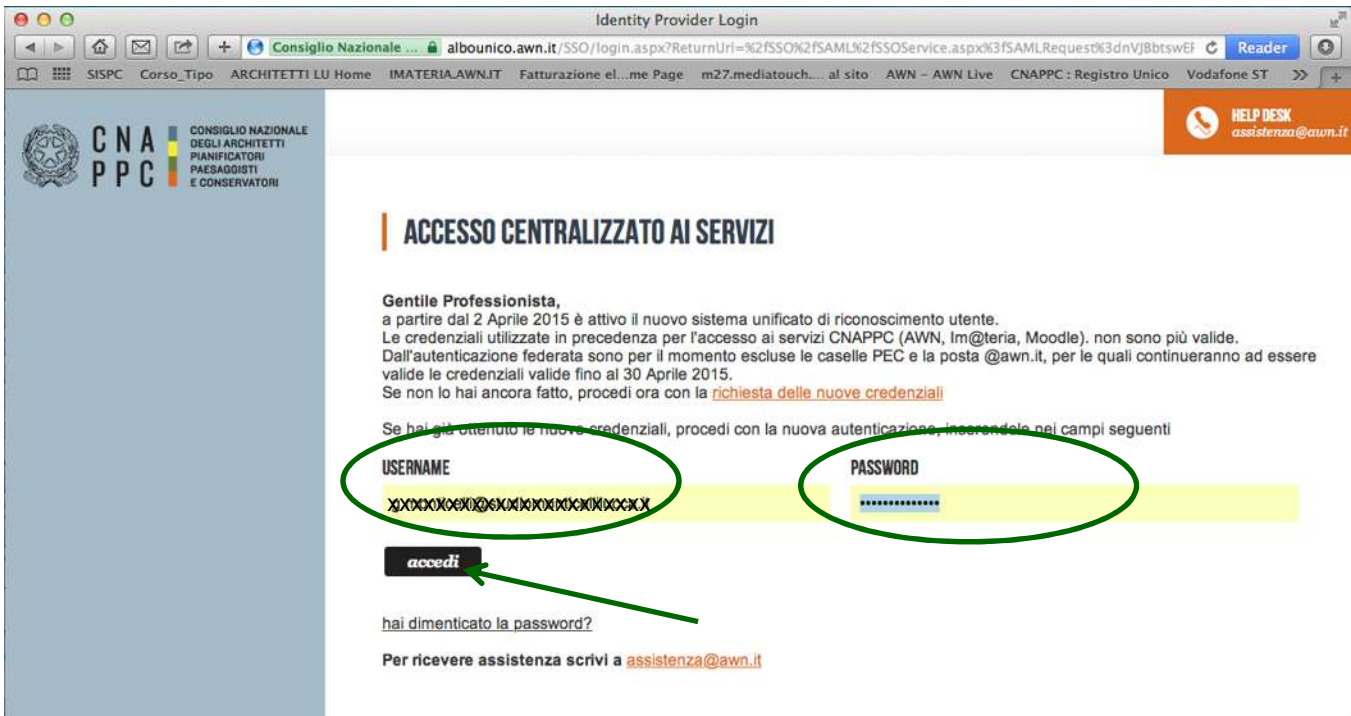 Identity Provider Login
Consiglio Nazionale ... albounico.awn.it/SSO/login.aspx?ReturnUrl=%2fSSO%2fSAML%2fSSOService.aspx%3fSAMLRequest%3dnVJBbtswEF Reader
SISPC Corso_Tipo ARCHITETTI LU Home IMATERIA.AWN.IT Fatturazione el...me Page m27.mediatouch.... al sito AWN – AWN Live CNAPPC : Registro Unico Vodafone ST >> +
CNA
PPC
CONSIGLIO NAZIONALE
DEGLI ARCHITETTI
PIANIFICATORI
PAESAGGISTI
E CONSERVATORI
HELP DESK
assistenza@awn.it
ACCESSO CENTRALIZZATO AI SERVIZI
Gentile Professionista,
a partire dal 2 Aprile 2015 è attivo il nuovo sistema unificato di riconoscimento utente.
Le credenziali utilizzate in precedenza per l'accesso ai servizi CNAPPC (AWN, Im@teria, Moodle). non sono più valide.
Dall'autenticazione federata sono per il momento escluse le caselle PEC e la posta @awn.it, per le quali continueranno ad essere
valide le credenziali valide fino al 30 Aprile 2015.
Se non lo hai ancora fatto, procedi ora con la richiesta delle nuove credenziali
Se hai già ottenuto le nuove credenziali, procedi con la nuova autenticazione, inserendole nei campi seguenti
USERNAME
PASSWORD
••••••••••••••
accedi
hai dimenticato la password?
Per ricevere assistenza scrivi a assistenza@awn.it